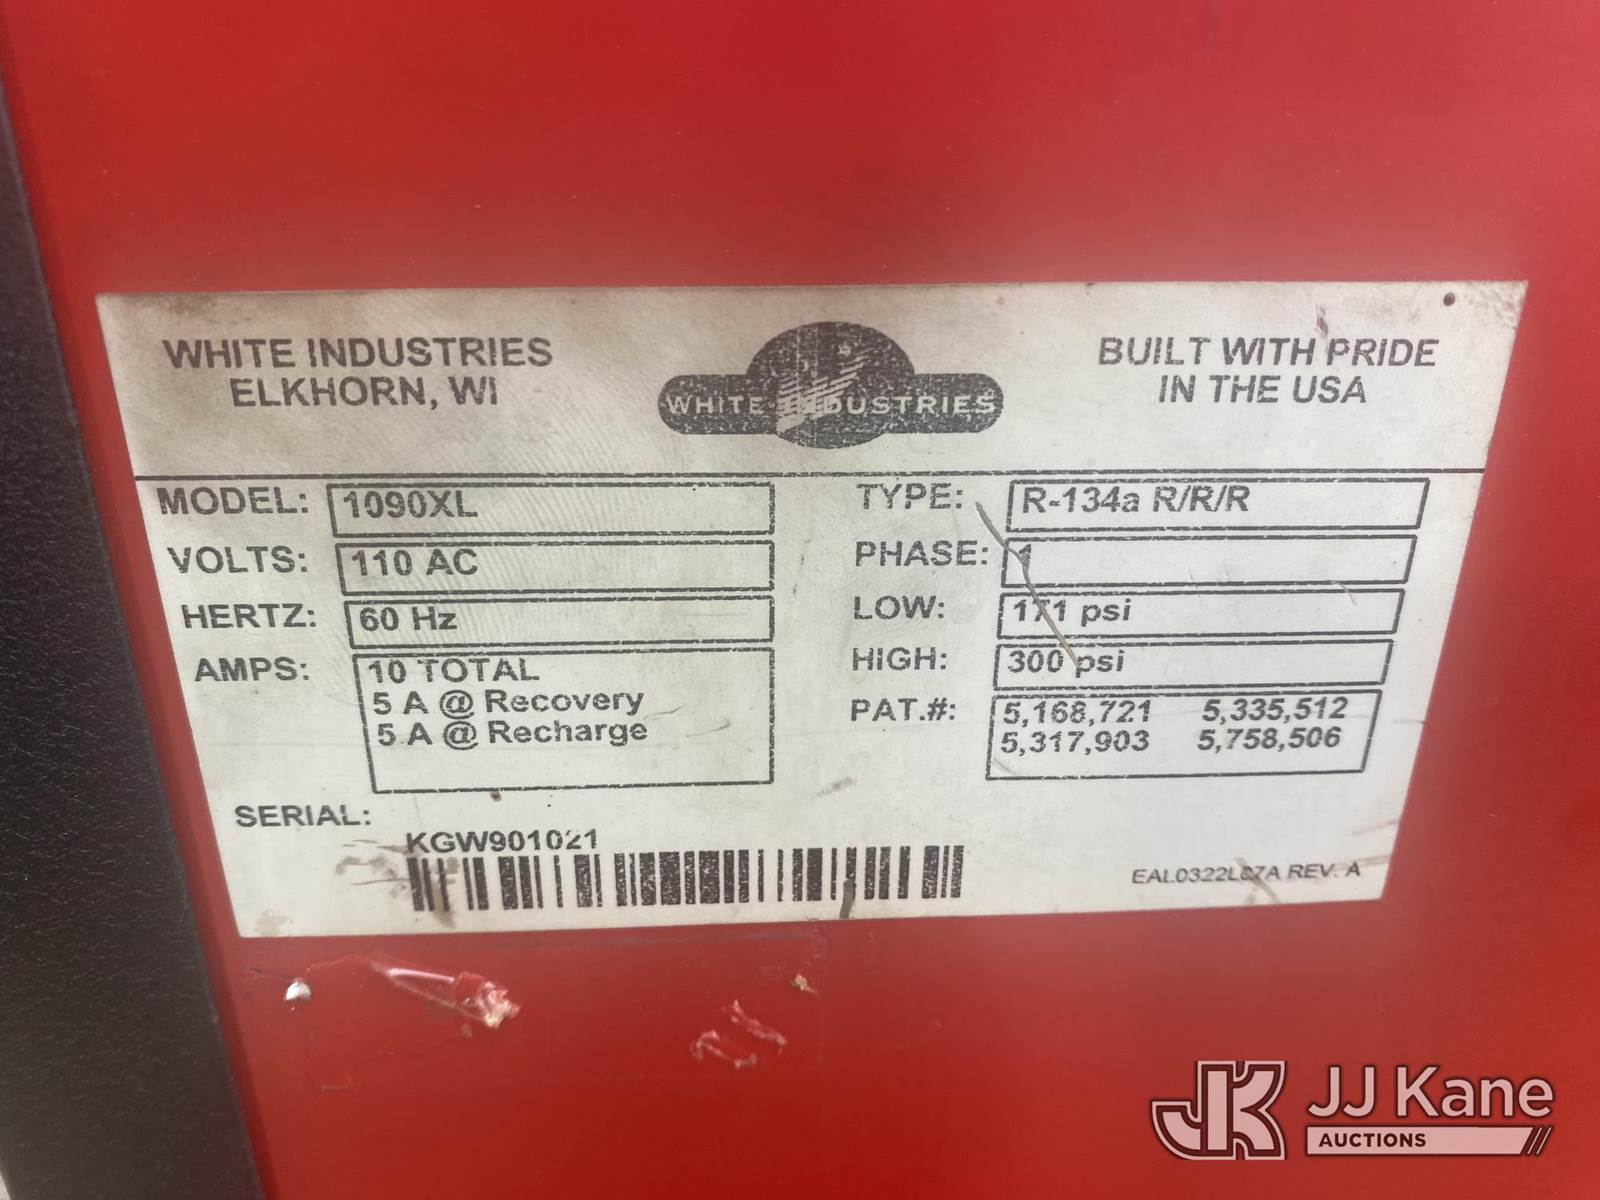 WHITE INDUSTRIES
ELKHORN, WI
WHITE INDUSTRIES
BUILT WITH PRIDE
IN THE USA
MODEL: 1090XL
TYPE: R-134a R/R/R
VOLTS: 110 AC
PHASE: 1
HERTZ: 60 Hz
LOW: 171 psi
AMPS: 10 TOTAL
5 A @ Recovery
5 A @ Recharge
HIGH: 300 psi
PAT.#: 5,168,721 5,335,512
5,317,903 5,758,506
SERIAL:
KGW901021
REV. A
JK JJ Kane
AUCTIONS